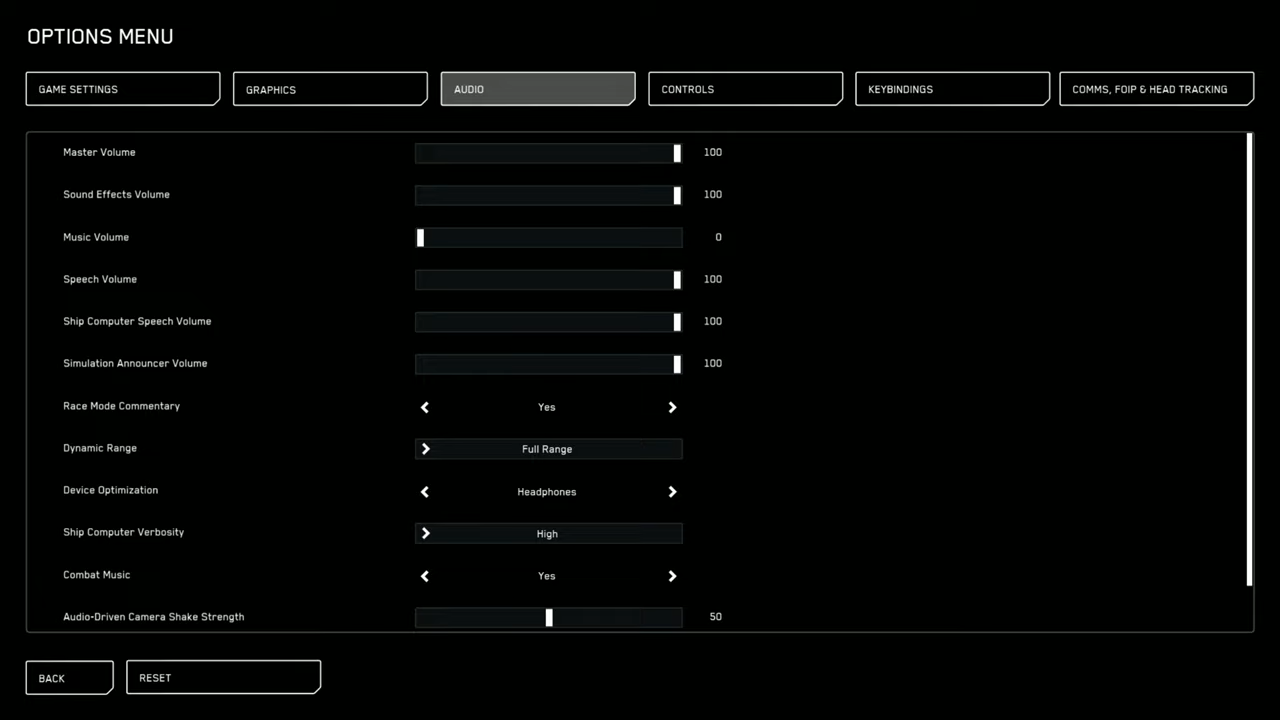 OPTIONS MENU
GAME SETTINGS
GRAPHICS
AUDIO
CONTROLS
KEYBINDINGS
COMMS, FOIP & HEAD TRACKING
Master Volume 100
Sound Effects Volume 100
Music Volume 0
Speech Volume 100
Ship Computer Speech Volume 100
Simulation Announcer Volume 100
Race Mode Commentary Yes
Dynamic Range Full Range
Device Optimization Headphones
Ship Computer Verbosity High
Combat Music Yes
Audio-Driven Camera Shake Strength 50
BACK
RESET